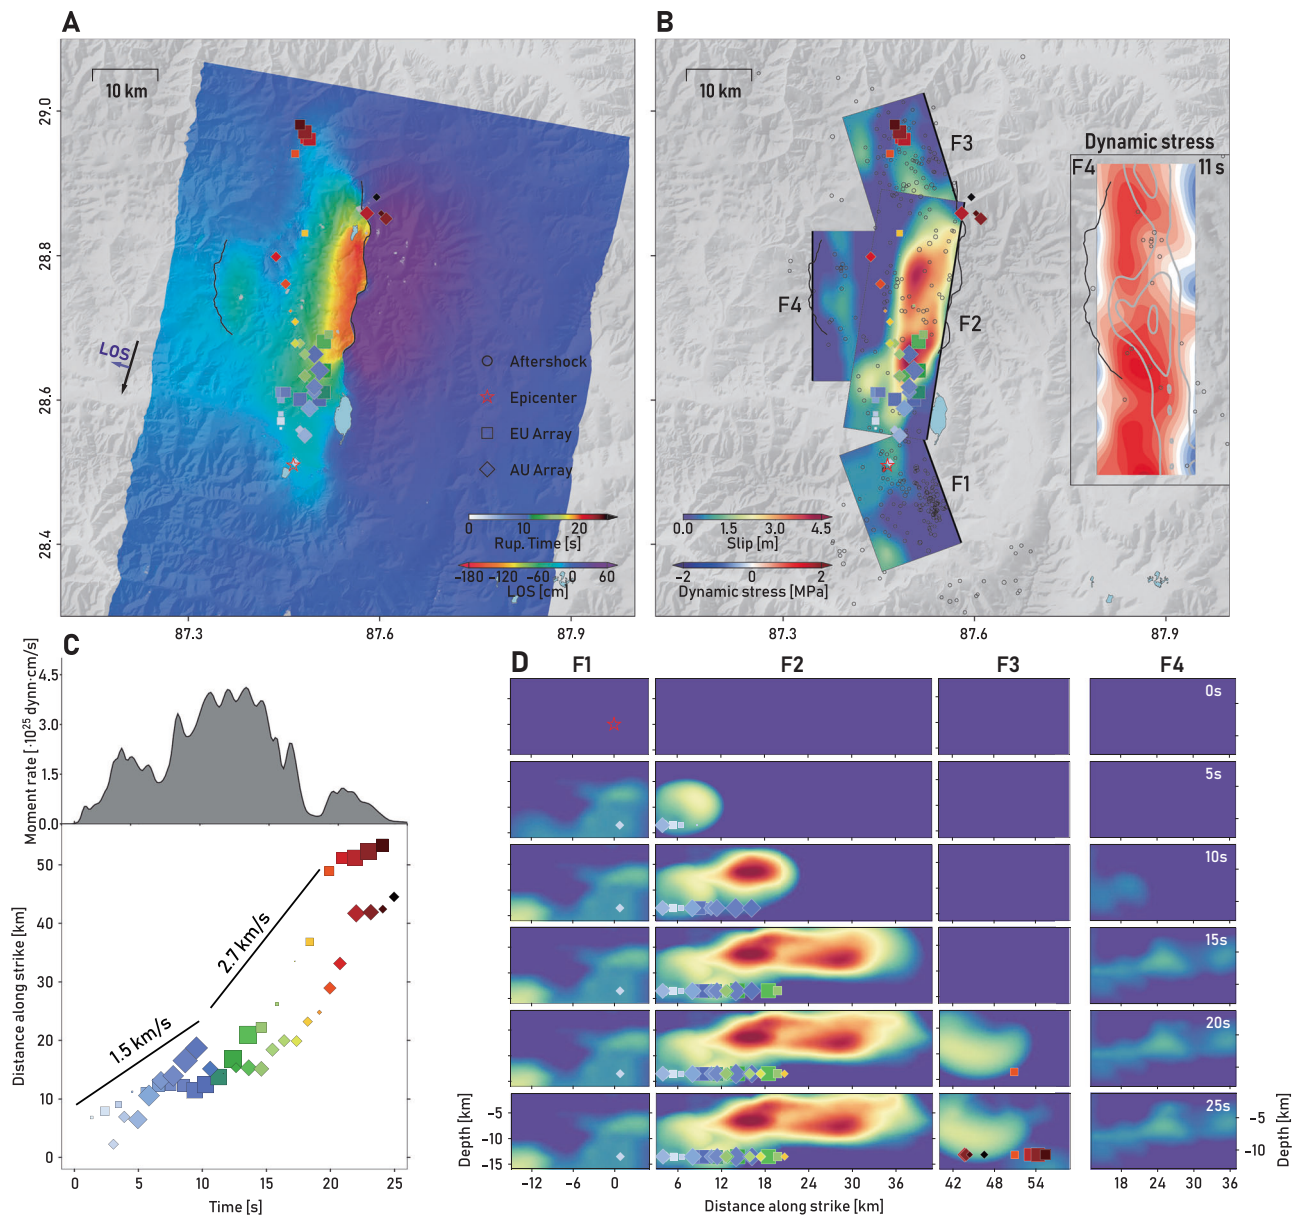 A
B
10 km
10 km
29.0
28.8
28.6
28.4
87.3
87.6
87.9
87.3
87.6
87.9
LOS
Aftershock
Epicenter
EU Array
AU Array
0
10
20
Rup. Time [s]
−180
−120
−60
0
60
LOS [cm]
F3
F4
F2
F1
Dynamic stress
F4
11 s
0.0
1.5
3.0
4.5
Slip [m]
−2
0
2
Dynamic stress [MPa]
C
Moment rate [ ·10²⁵ dynn·cm/s]
4.5
3.0
1.5
0.0
Distance along strike [km]
50
40
30
20
10
0
1.5 km/s
2.7 km/s
0
5
10
15
20
25
Time [s]
D
F1
F2
F3
F4
0s
5s
10s
15s
20s
25s
Depth [km]
−5
−10
−15
−5
−10
Depth [km]
−12
−6
0
6
12
18
24
30
36
42
48
54
18
24
30
36
Distance along strike [km]